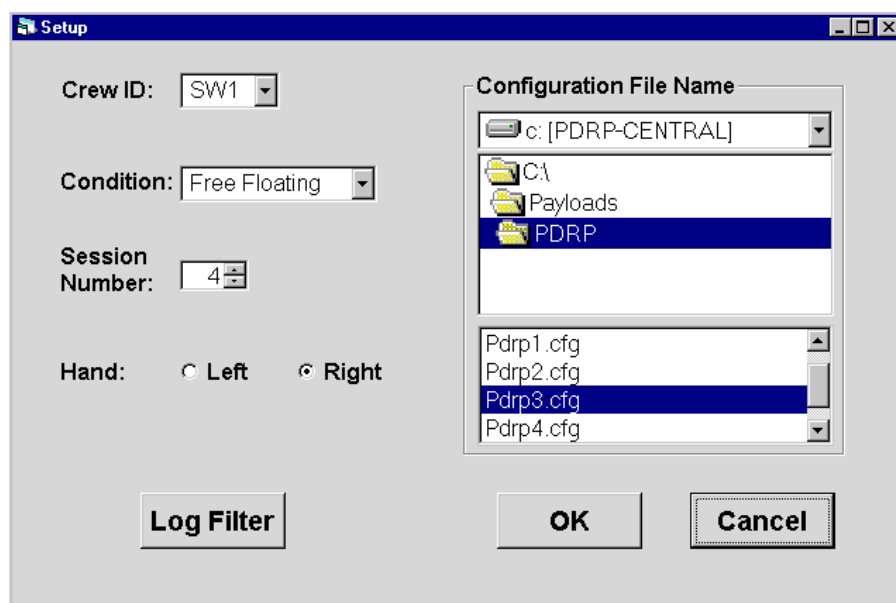 Setup
Crew ID: SW1
Condition: Free Floating
Session
Number: 4
Hand: Left Right
Configuration File Name
c: [PDRP-CENTRAL]
C:\
Payloads
PDRP
Pdrp1.cfg
Pdrp2.cfg
Pdrp3.cfg
Pdrp4.cfg
Log Filter OK Cancel